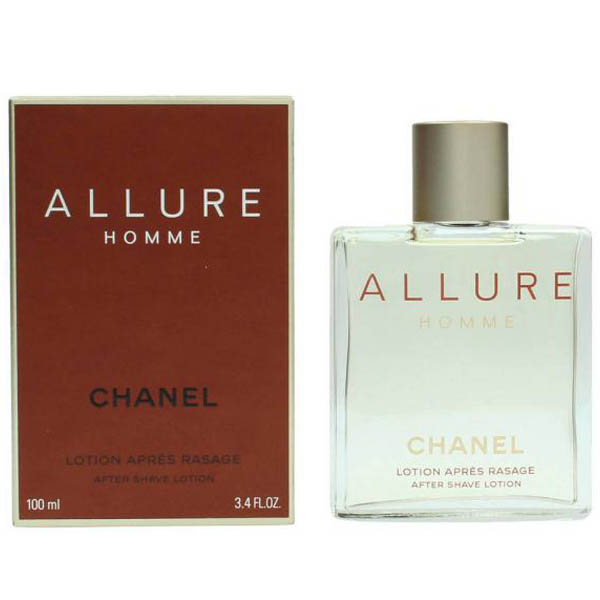 ALLURE
HOMME
CHANEL
LOTION APRÈS RASAGE
AFTER SHAVE LOTION
100 ml 3.4 FL.OZ.
ALLURE
HOMME
CHANEL
LOTION APRÈS RASAGE
AFTER SHAVE LOTION